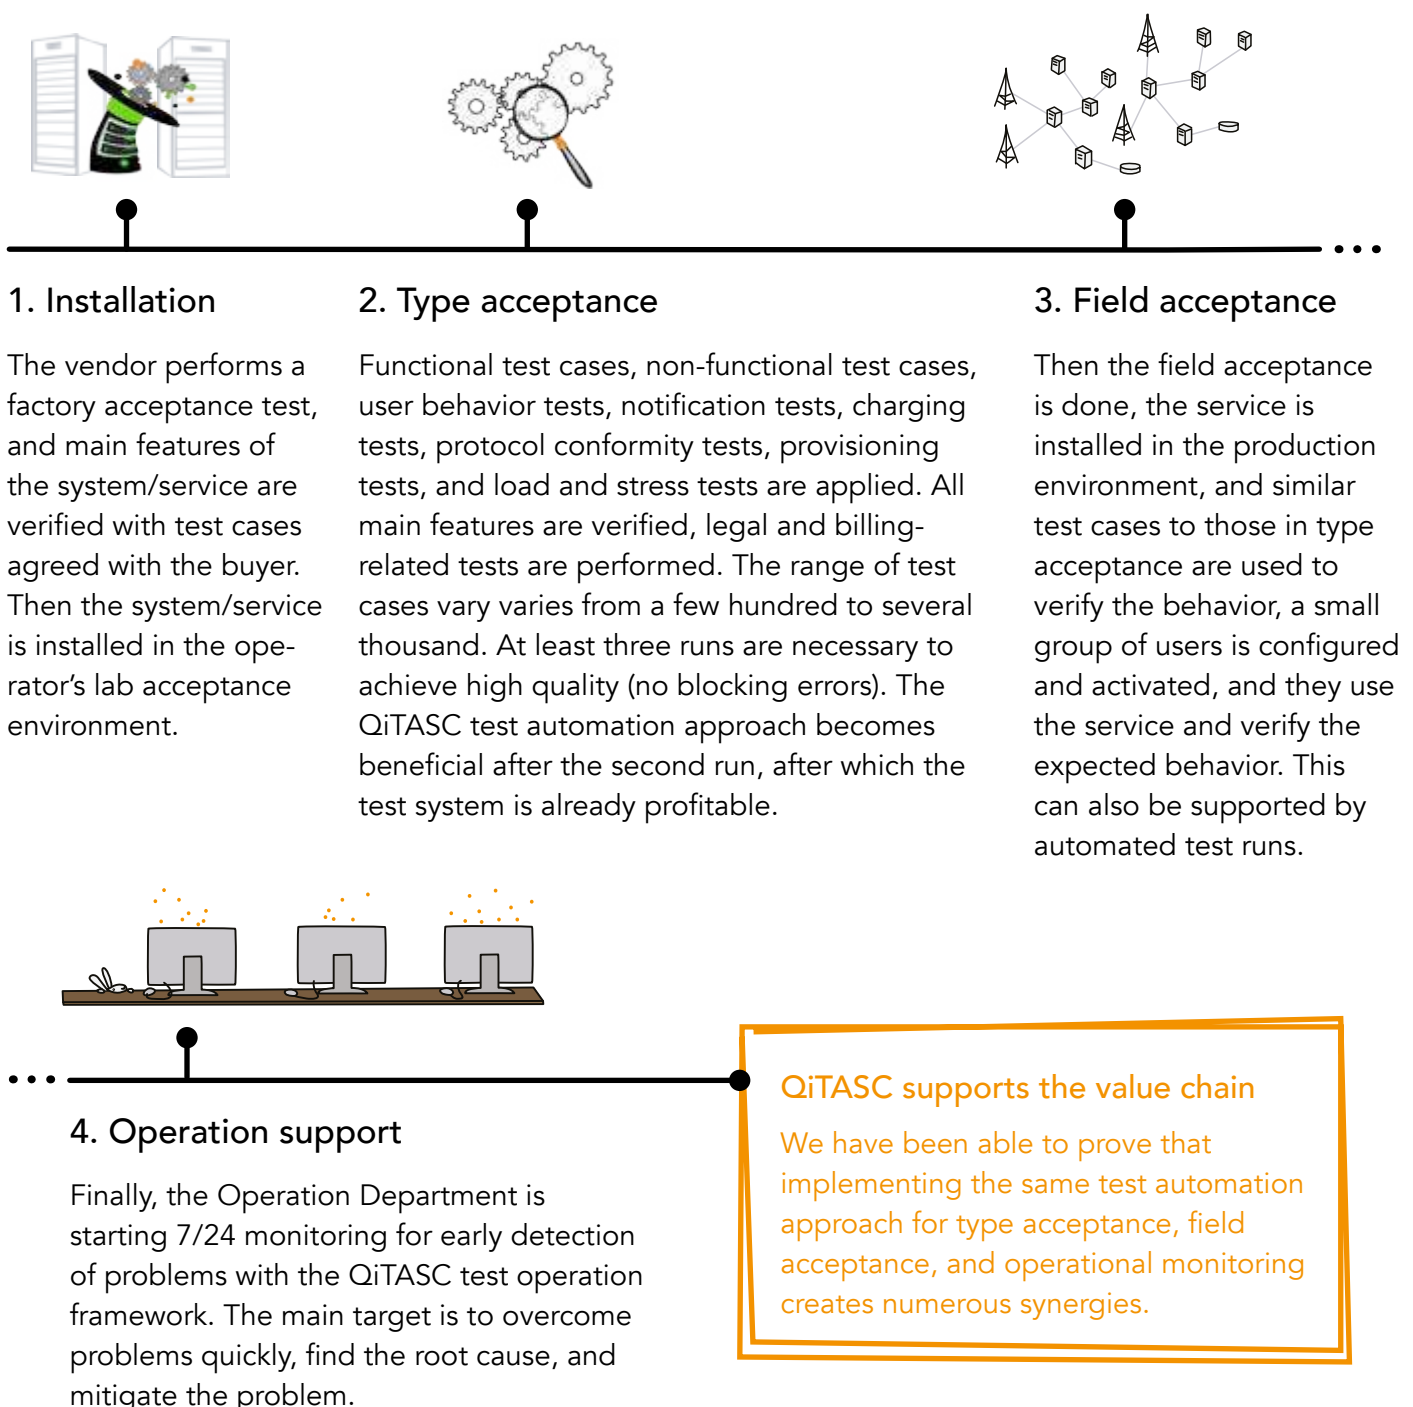 1. Installation
The vendor performs a
factory acceptance test,
and main features of
the system/service are
verified with test cases
agreed with the buyer.
Then the system/service
is installed in the ope-
rator’s lab acceptance
environment.
2. Type acceptance
Functional test cases, non-functional test cases,
user behavior tests, notification tests, charging
tests, protocol conformity tests, provisioning
tests, and load and stress tests are applied. All
main features are verified, legal and billing-
related tests are performed. The range of test
cases vary varies from a few hundred to several
thousand. At least three runs are necessary to
achieve high quality (no blocking errors). The
QiTASC test automation approach becomes
beneficial after the second run, after which the
test system is already profitable.
3. Field acceptance
Then the field acceptance
is done, the service is
installed in the production
environment, and similar
test cases to those in type
acceptance are used to
verify the behavior, a small
group of users is configured
and activated, and they use
the service and verify the
expected behavior. This
can also be supported by
automated test runs.
4. Operation support
Finally, the Operation Department is
starting 7/24 monitoring for early detection
of problems with the QiTASC test operation
framework. The main target is to overcome
problems quickly, find the root cause, and
mitigate the problem.
QiTASC supports the value chain
We have been able to prove that
implementing the same test automation
approach for type acceptance, field
acceptance, and operational monitoring
creates numerous synergies.